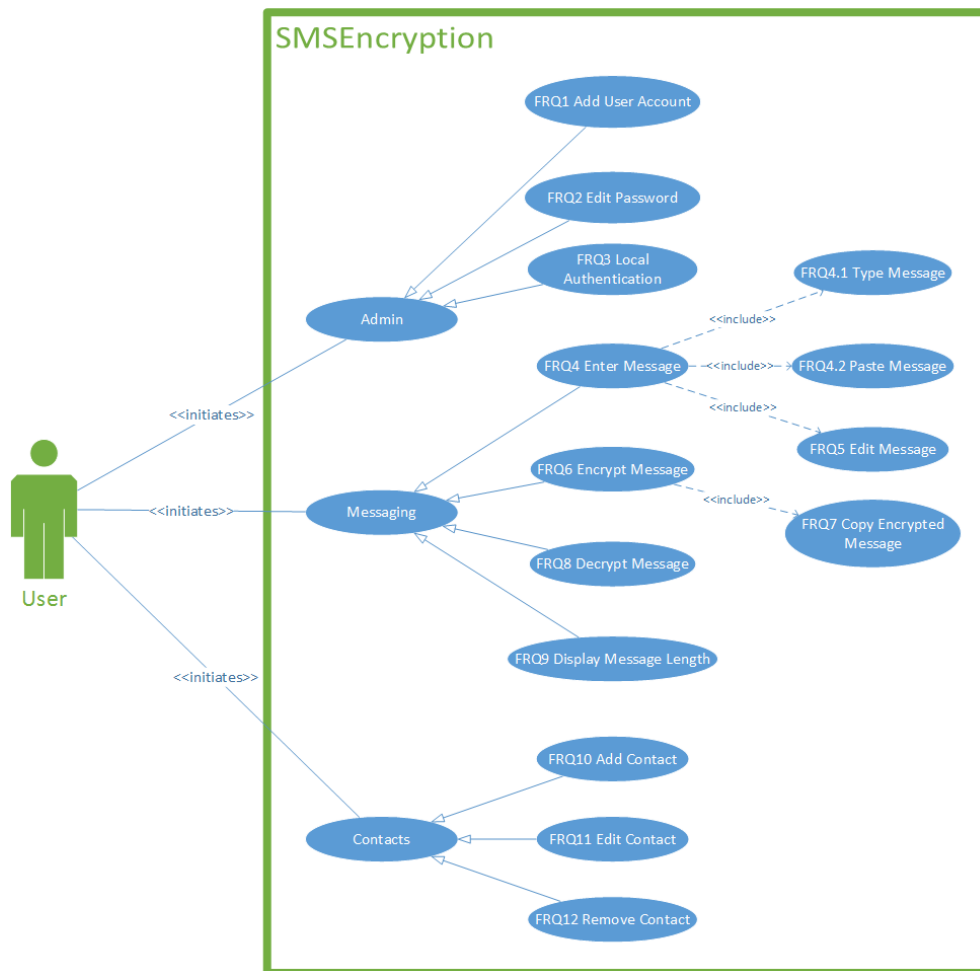 SMSEncryption
FRQ1 Add User Account
FRQ2 Edit Password
FRQ3 Local
Authentication
FRQ4.1 Type Message
Admin
<<include>>
FRQ4 Enter Message
<<include>>
FRQ4.2 Paste Message
<<initiates>>
<<include>>
FRQ5 Edit Message
FRQ6 Encrypt Message
<<include>>
<<initiates>>
Messaging
FRQ7 Copy Encrypted
Message
FRQ8 Decrypt Message
User
FRQ9 Display Message Length
<<initiates>>
FRQ10 Add Contact
Contacts
FRQ11 Edit Contact
FRQ12 Remove Contact